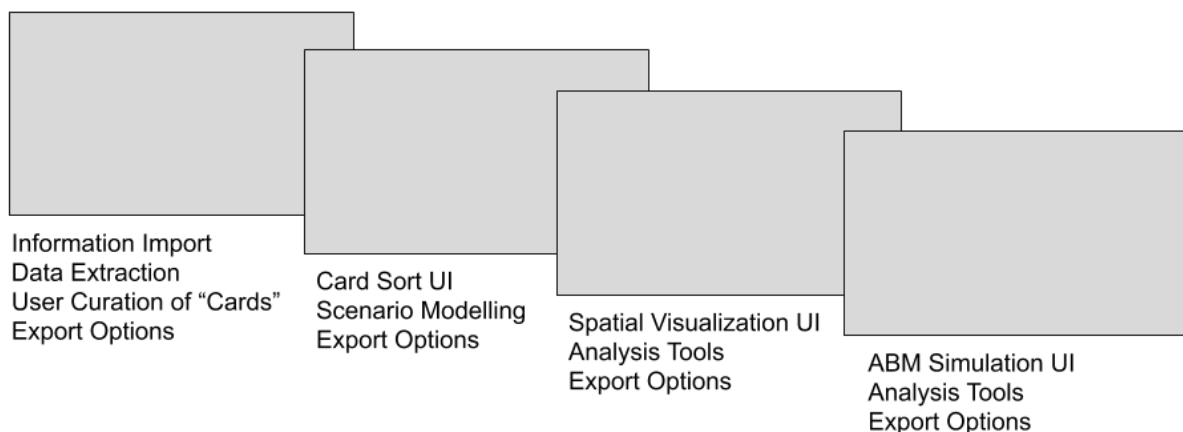 Information Import
Data Extraction
User Curation of “Cards”
Export Options
Card Sort UI
Scenario Modelling
Export Options
Spatial Visualization UI
Analysis Tools
Export Options
ABM Simulation UI
Analysis Tools
Export Options